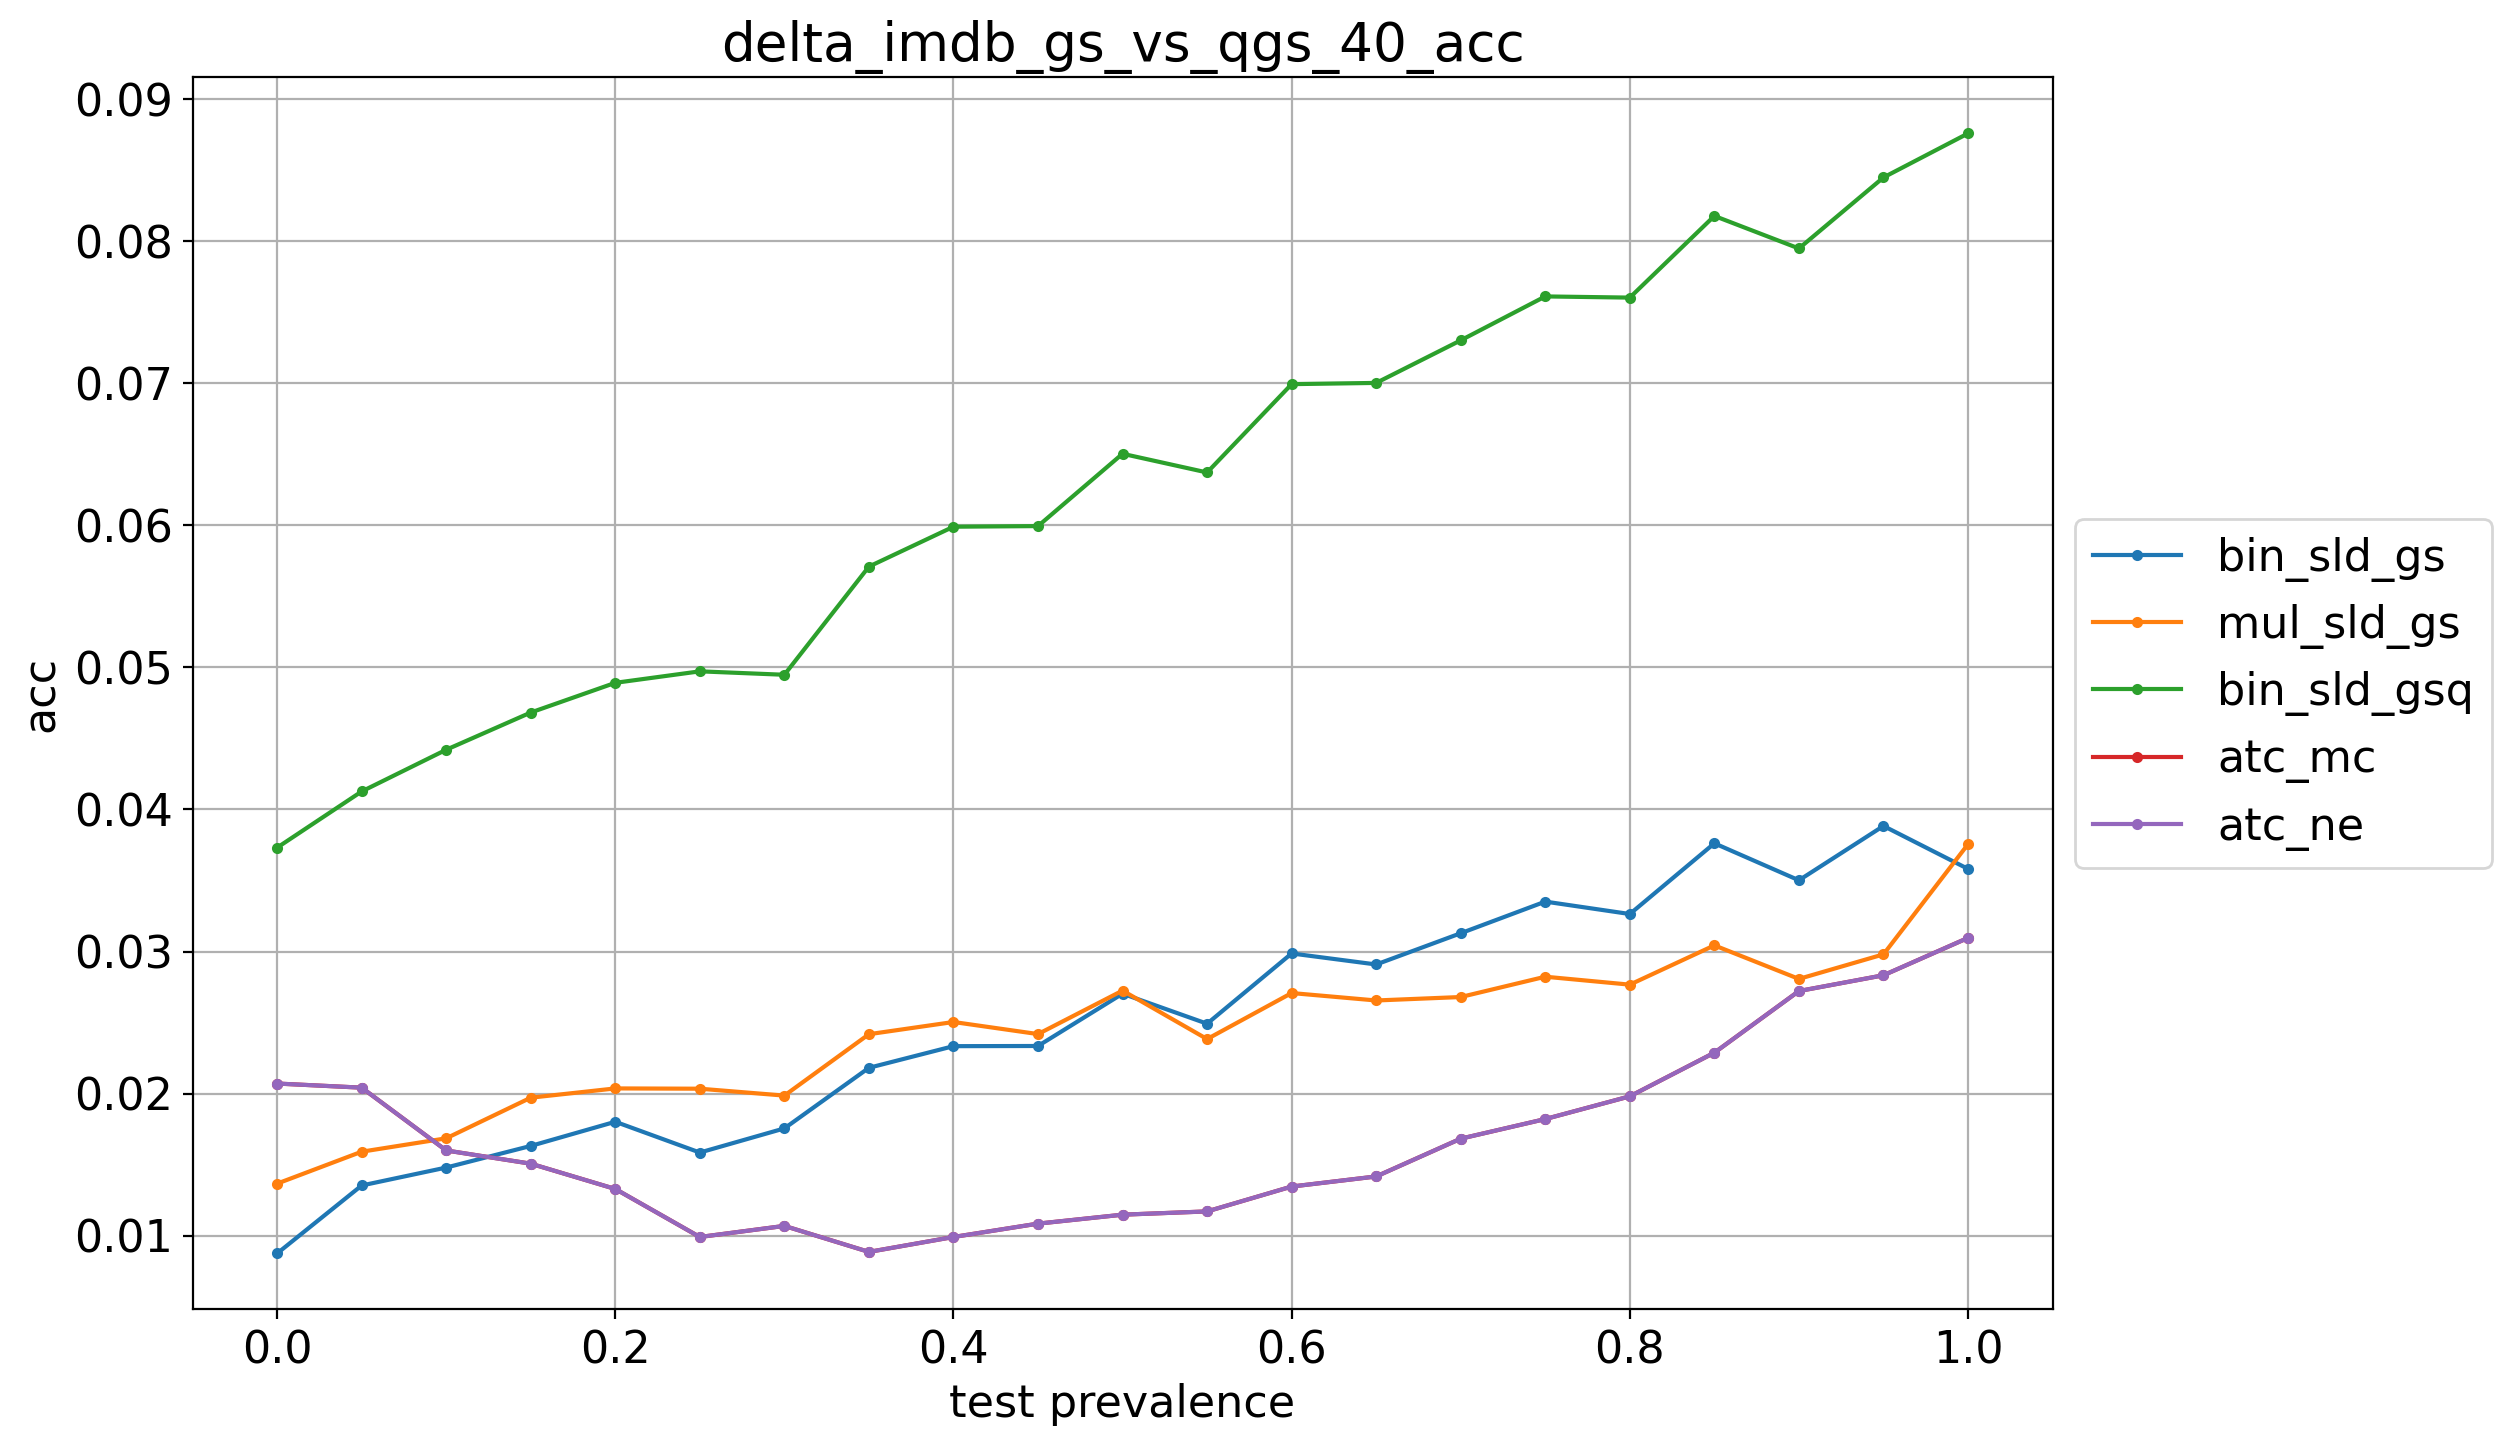 delta_imdb_gs_vs_qgs_40_acc
0.09
0.08
0.07
0.06
0.05
0.04
0.03
0.02
0.01
acc
0.0 0.2 0.4 0.6 0.8 1.0
test prevalence
bin_sld_gs
mul_sld_gs
bin_sld_gsq
atc_mc
atc_ne